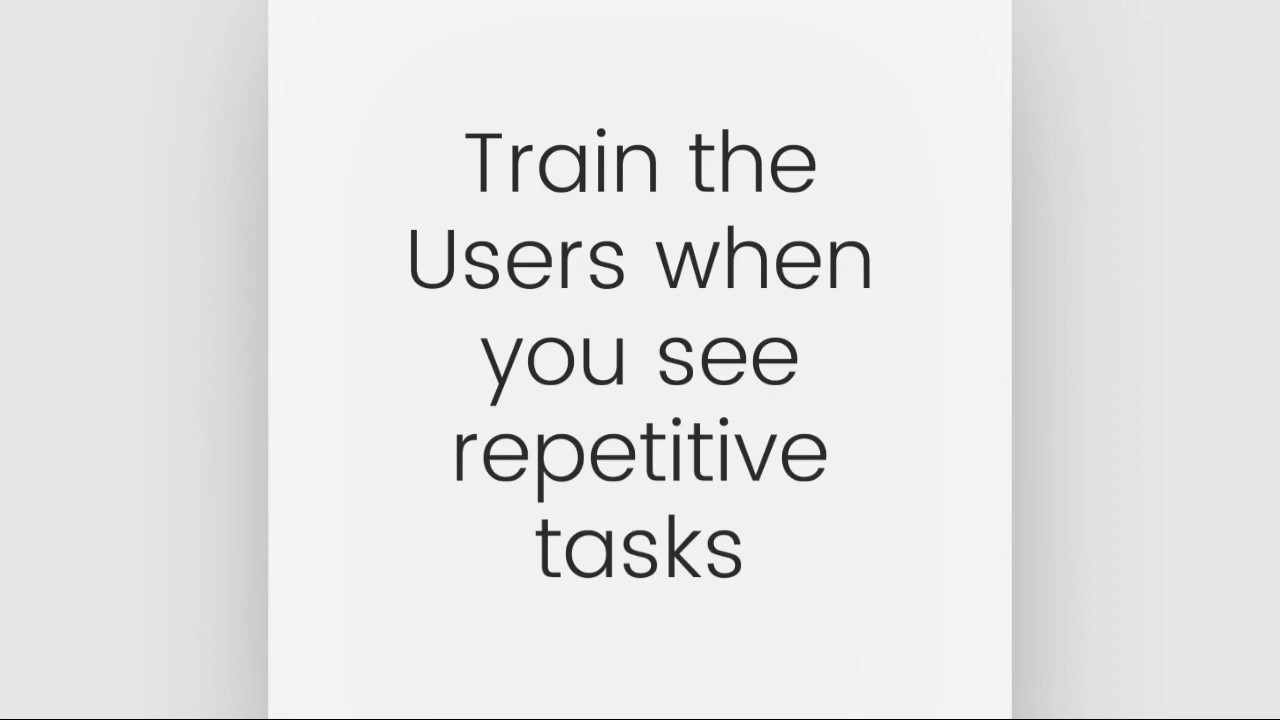 Train the
Users when
you see
repetitive
tasks